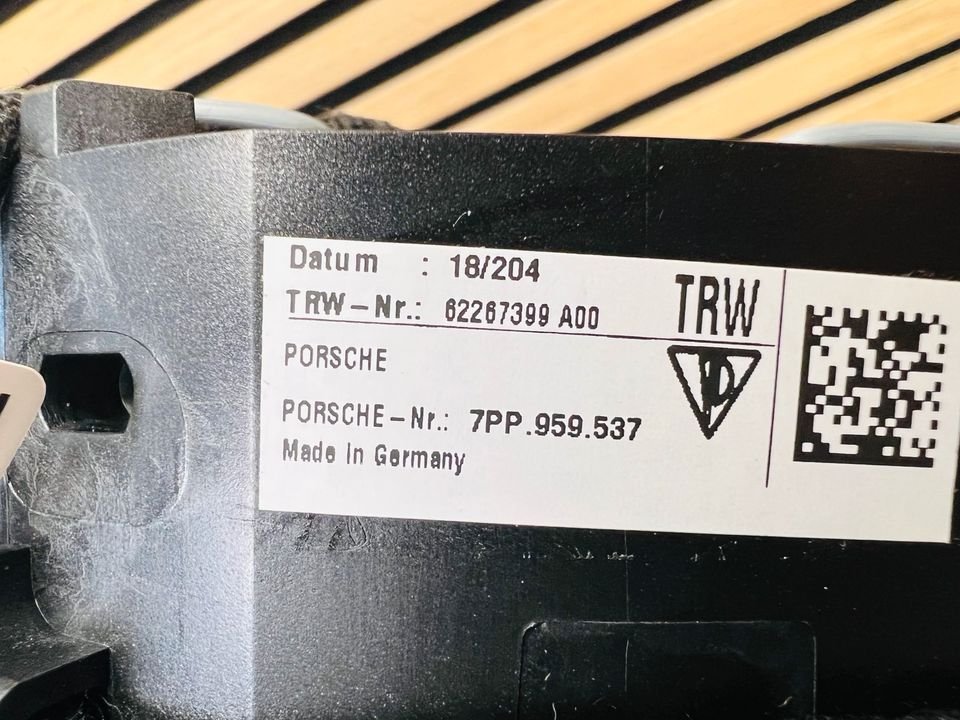 Datum : 18/204
TRW-Nr.: 62267399 A00
TRW
PORSCHE
PORSCHE-Nr.: 7PP.959.537
Made in Germany